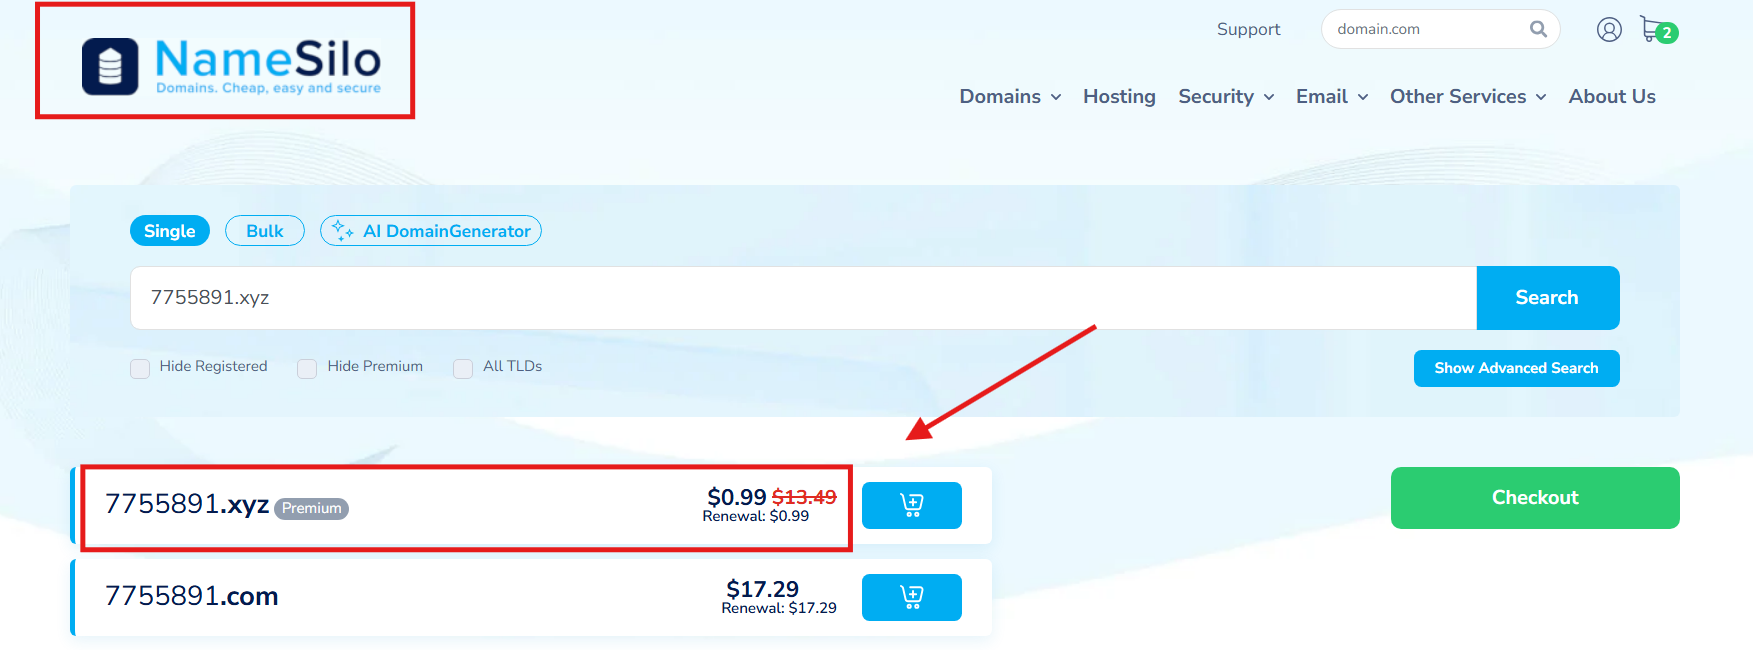 Support
domain.com
2
NameSilo
Domains. Cheap, easy and secure
Domains
Hosting
Security
Email
Other Services
About Us
Single
Bulk
AI DomainGenerator
7755891.xyz
Search
Hide Registered
Hide Premium
All TLDs
Show Advanced Search
7755891.xyz Premium
$0.99 $13.49
Renewal: $0.99
Checkout
7755891.com
$17.29
Renewal: $17.29